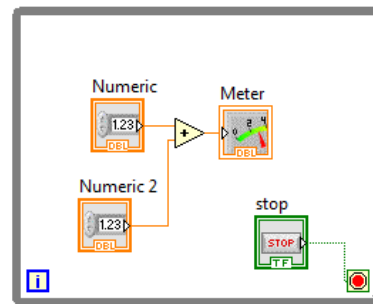 Numeric
1.23
DBL
Meter
0 2 4
DBL
Numeric 2
1.23
DBL
stop
STOP
TF
i